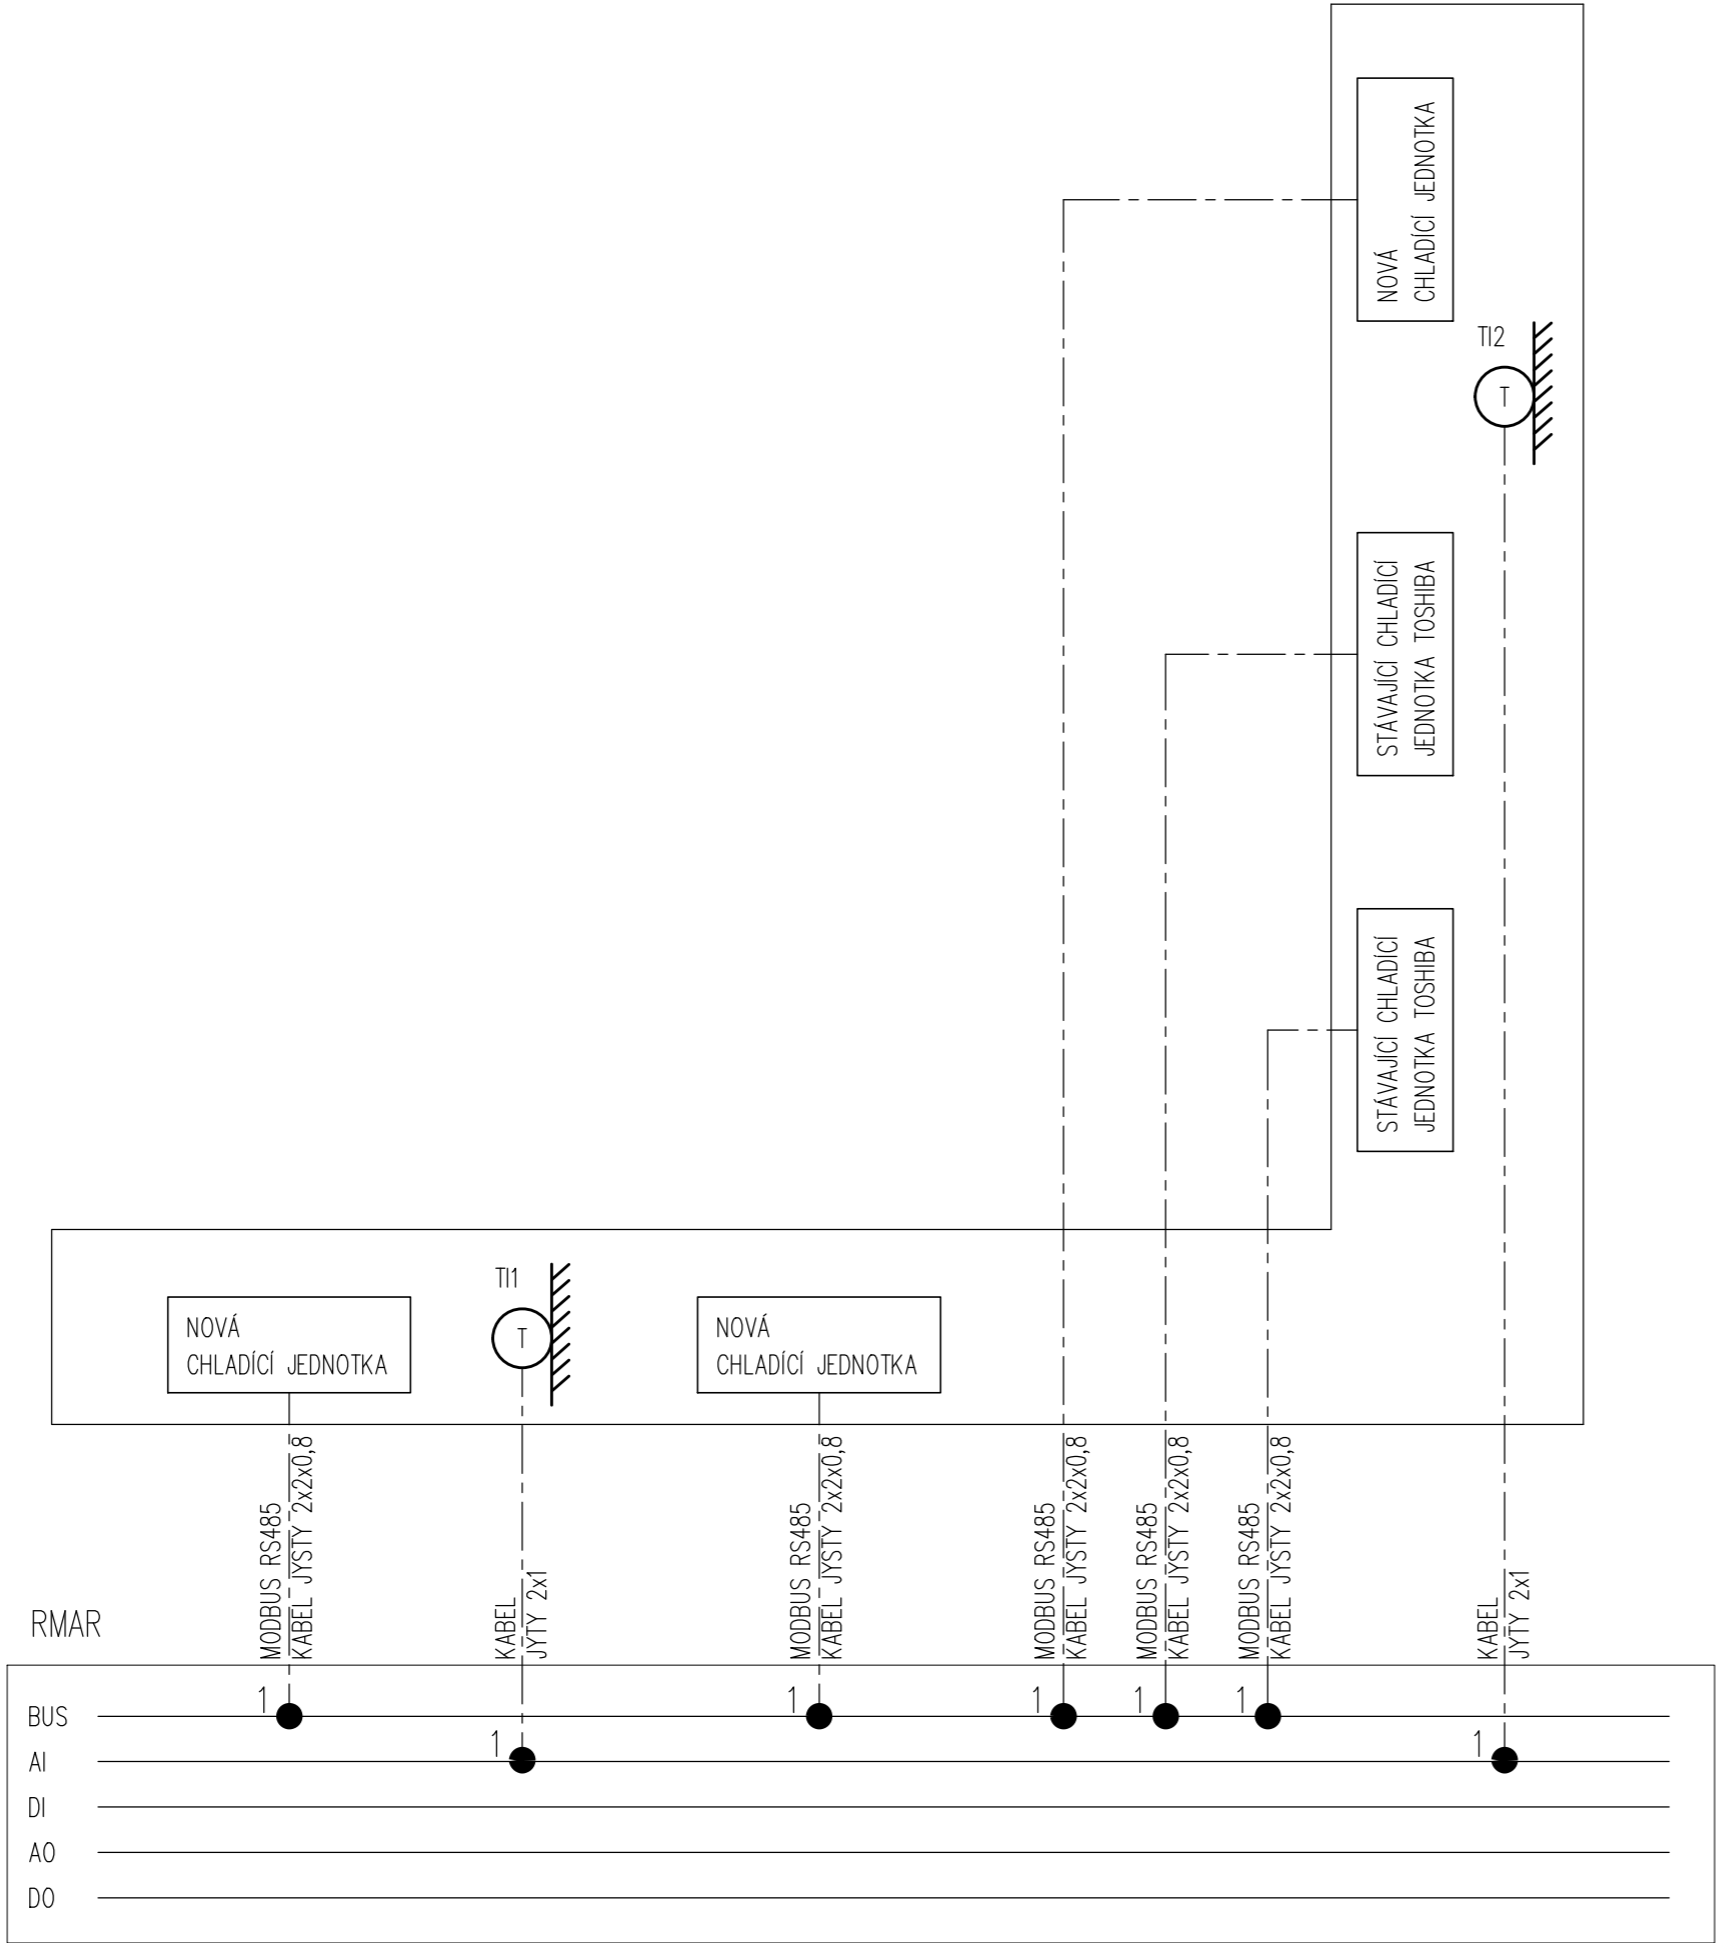 NOVÁ
CHLADÍCÍ JEDNOTKA
TI2
T
STÁVAJÍCÍ CHLADÍCÍ
JEDNOTKA TOSHIBA
STÁVAJÍCÍ CHLADÍCÍ
JEDNOTKA TOSHIBA
TI1
T
NOVÁ
CHLADÍCÍ JEDNOTKA
NOVÁ
CHLADÍCÍ JEDNOTKA
MODBUS RS485
KABEL JYSTY 2x2x0,8
KABEL
JYTY 2x1
MODBUS RS485
KABEL JYSTY 2x2x0,8
MODBUS RS485
KABEL JYSTY 2x2x0,8
MODBUS RS485
KABEL JYSTY 2x2x0,8
MODBUS RS485
KABEL JYSTY 2x2x0,8
KABEL
JYTY 2x1
RMAR
BUS 1 1 1 1 1
AI 1 1
DI
AO
DO